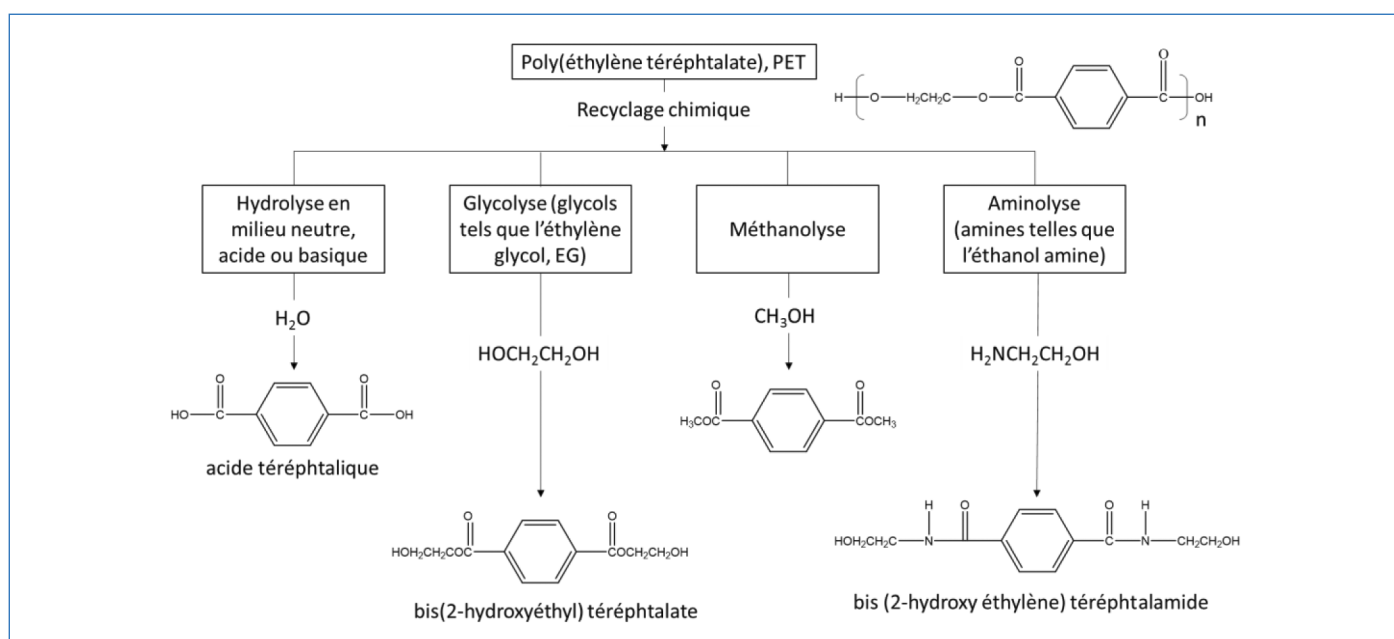 Poly(éthylène téréphtalate), PET
Recyclage chimique
H—O—H₂CH₂C—O—C(=O)—C(=O)—OH
n
Hydrolyse en
milieu neutre,
acide ou basique
Glycolyse (glycols
tels que l'éthylène
glycol, EG)
Méthanolyse
Aminolyse
(amines telles que
l'éthanol amine)
H₂O
HOCH₂CH₂OH
CH₃OH
H₂NCH₂CH₂OH
O O
HO C C OH
acide téréphtalique
O O
H₃COC COCH₃
O O
HOH₂CH₂COC COCH₂CH₂OH
bis(2-hydroxyéthyl) téréphtalate
H O O H
HOH₂CH₂C N C N CH₂CH₂OH
bis (2-hydroxy éthylène) téréphtalamide